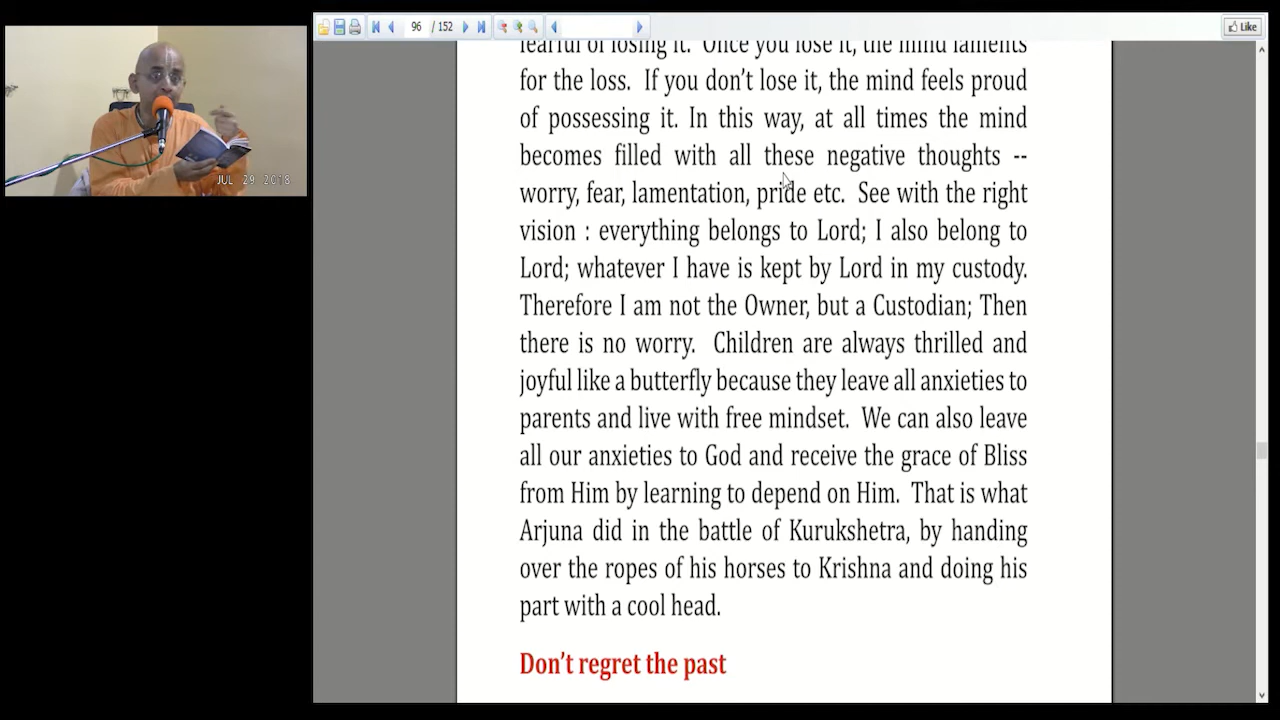 96 / 152
Like
fearful of losing it. Once you lose it, the mind laments
for the loss. If you don't lose it, the mind feels proud
of possessing it. In this way, at all times the mind
becomes filled with all these negative thoughts --
worry, fear, lamentation, pride etc. See with the right
vision : everything belongs to Lord; I also belong to
Lord; whatever I have is kept by Lord in my custody.
Therefore I am not the Owner, but a Custodian; Then
there is no worry. Children are always thrilled and
joyful like a butterfly because they leave all anxieties to
parents and live with free mindset. We can also leave
all our anxieties to God and receive the grace of Bliss
from Him by learning to depend on Him. That is what
Arjuna did in the battle of Kurukshetra, by handing
over the ropes of his horses to Krishna and doing his
part with a cool head.
Don't regret the past
JUL 29 2018